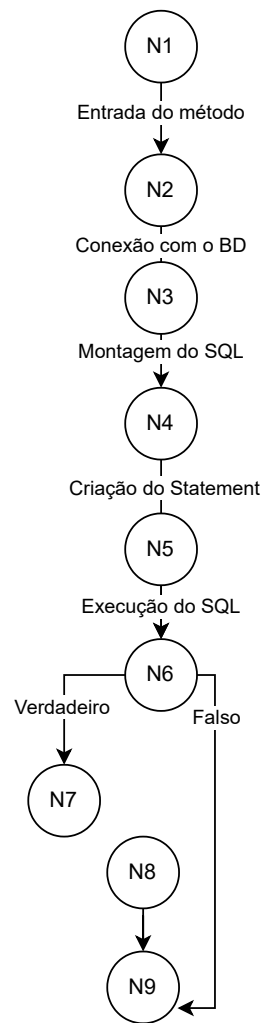 N1
Entrada do método
N2
Conexão com o BD
N3
Montagem do SQL
N4
Criação do Statement
N5
Execução do SQL
N6
Verdadeiro
Falso
N7
N8
N9